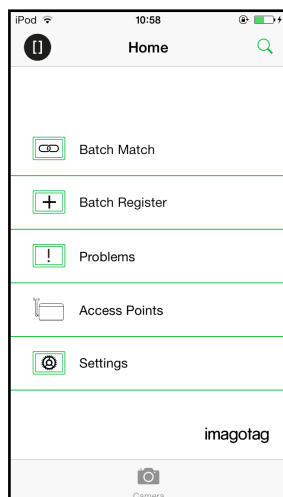 iPod 10:58
[] Home
Batch Match
Batch Register
Problems
Access Points
Settings
imagotag
Camera